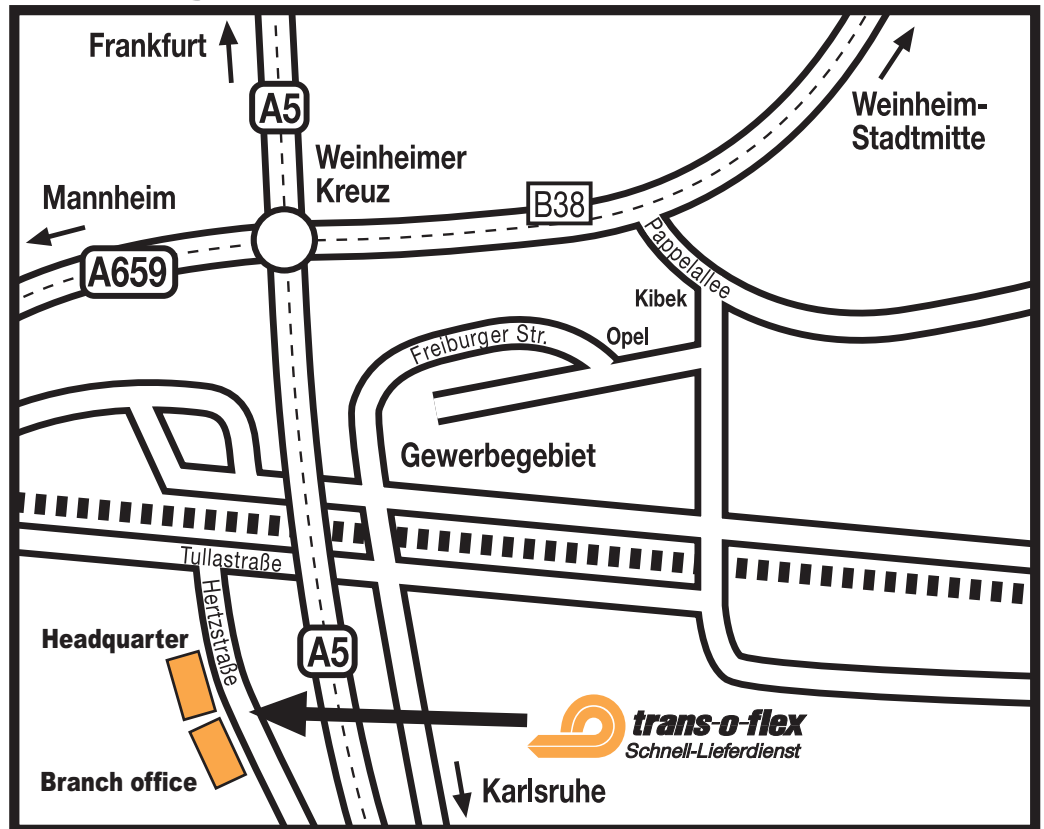 Frankfurt
A5
Weinheim-
Stadtmitte
Weinheimer
Kreuz
Mannheim
B38
A659
Pappelallee
Kibek
Opel
Freiburger Str.
Gewerbegebiet
Tullastraße
Hertzstraße
Headquarter
A5
trans-o-flex
Schnell-Lieferdienst
Branch office
Karlsruhe